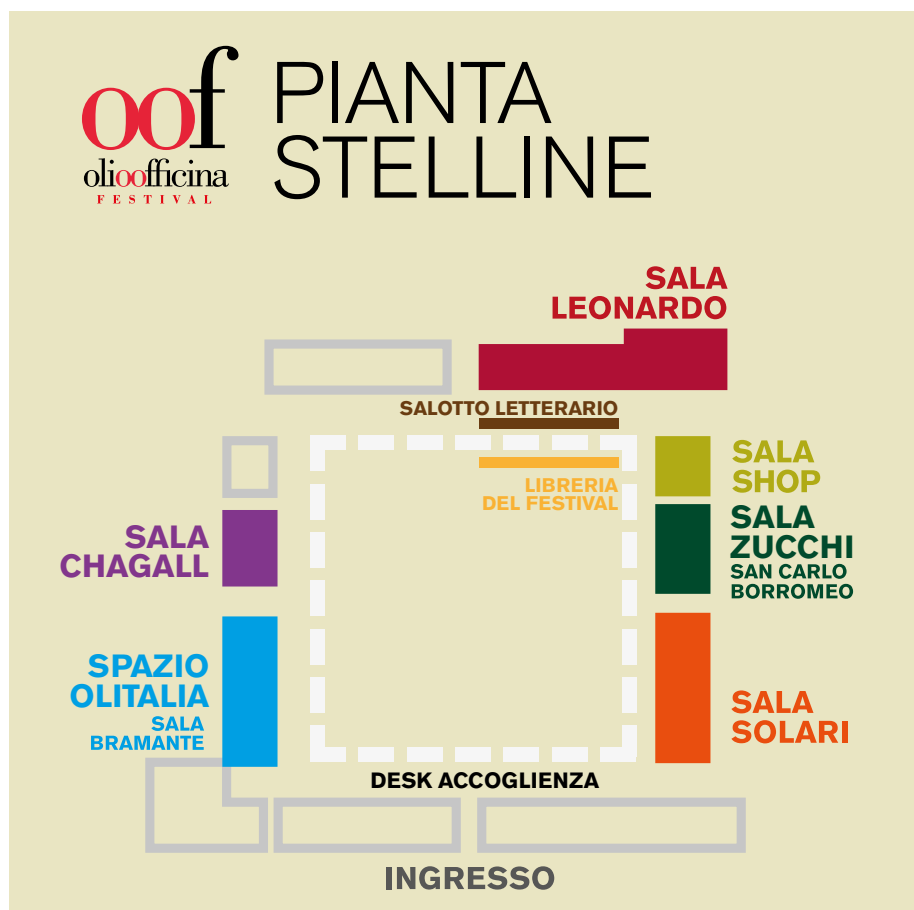 oof
olioofficina
FESTIVAL
PIANTA
STELLINE
SALA
LEONARDO
SALOTTO LETTERARIO
LIBRERIA
DEL FESTIVAL
SALA
SHOP
SALA
ZUCCHI
SAN CARLO
BORROMEO
SALA
CHAGALL
SPAZIO
OLITALIA
SALA
BRAMANTE
SALA
SOLARI
DESK ACCOGLIENZA
INGRESSO